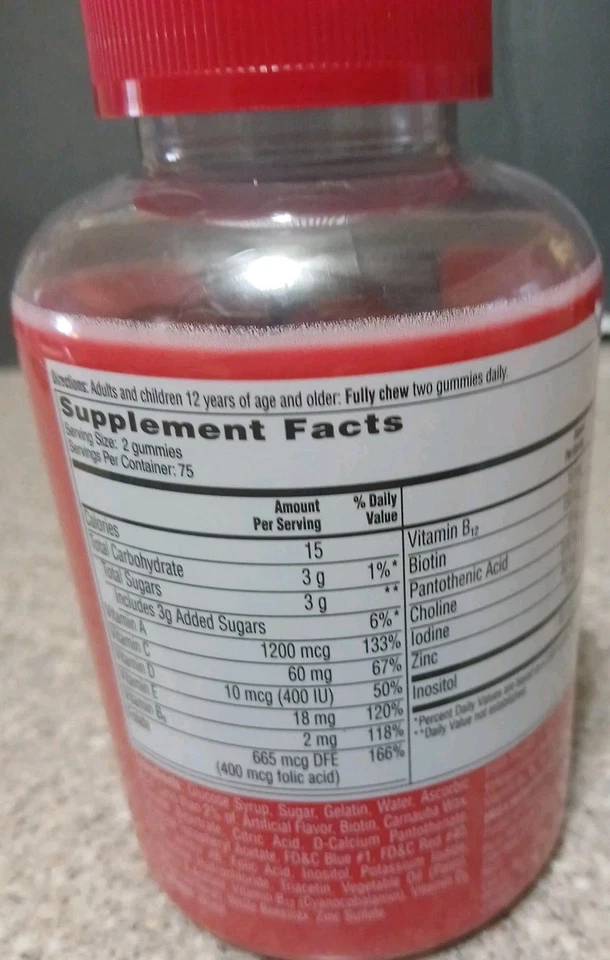 Directions: Adults and children 12 years of age and older: Fully chew two gummies daily.
Supplement Facts
Serving Size: 2 gummies
Servings Per Container: 75
Amount Per Serving % Daily Value
Calories 15
Total Carbohydrate 3 g 1%*
Total Sugars 3 g **
Includes 3g Added Sugars 6%*
Vitamin A 1200 mcg 133%
Vitamin C 60 mg 67%
Vitamin D 10 mcg (400 IU) 50%
Vitamin E 18 mg 120%
Vitamin B6 2 mg 118%
Folate 665 mcg DFE 166%
(400 mcg folic acid)
Vitamin B12
Biotin
Pantothenic Acid
Choline
Iodine
Zinc
Inositol
*Percent Daily Values are based on
**Daily Value not established.
Syrup, Sugar, Gelatin, Water, Ascorbic
than 2% of: Artificial Flavor, Biotin, Carnauba Wax,
Citric Acid, D-Calcium Pantothenate,
Acetate, FD&C Blue #1, FD&C Red #40,
Folic Acid, Inositol, Potassium
Triacetin, Vegetable Oil
Vitamin B12 (Cyanocobalamin), Vitamin D3
White Beeswax, Zinc Sulfate.